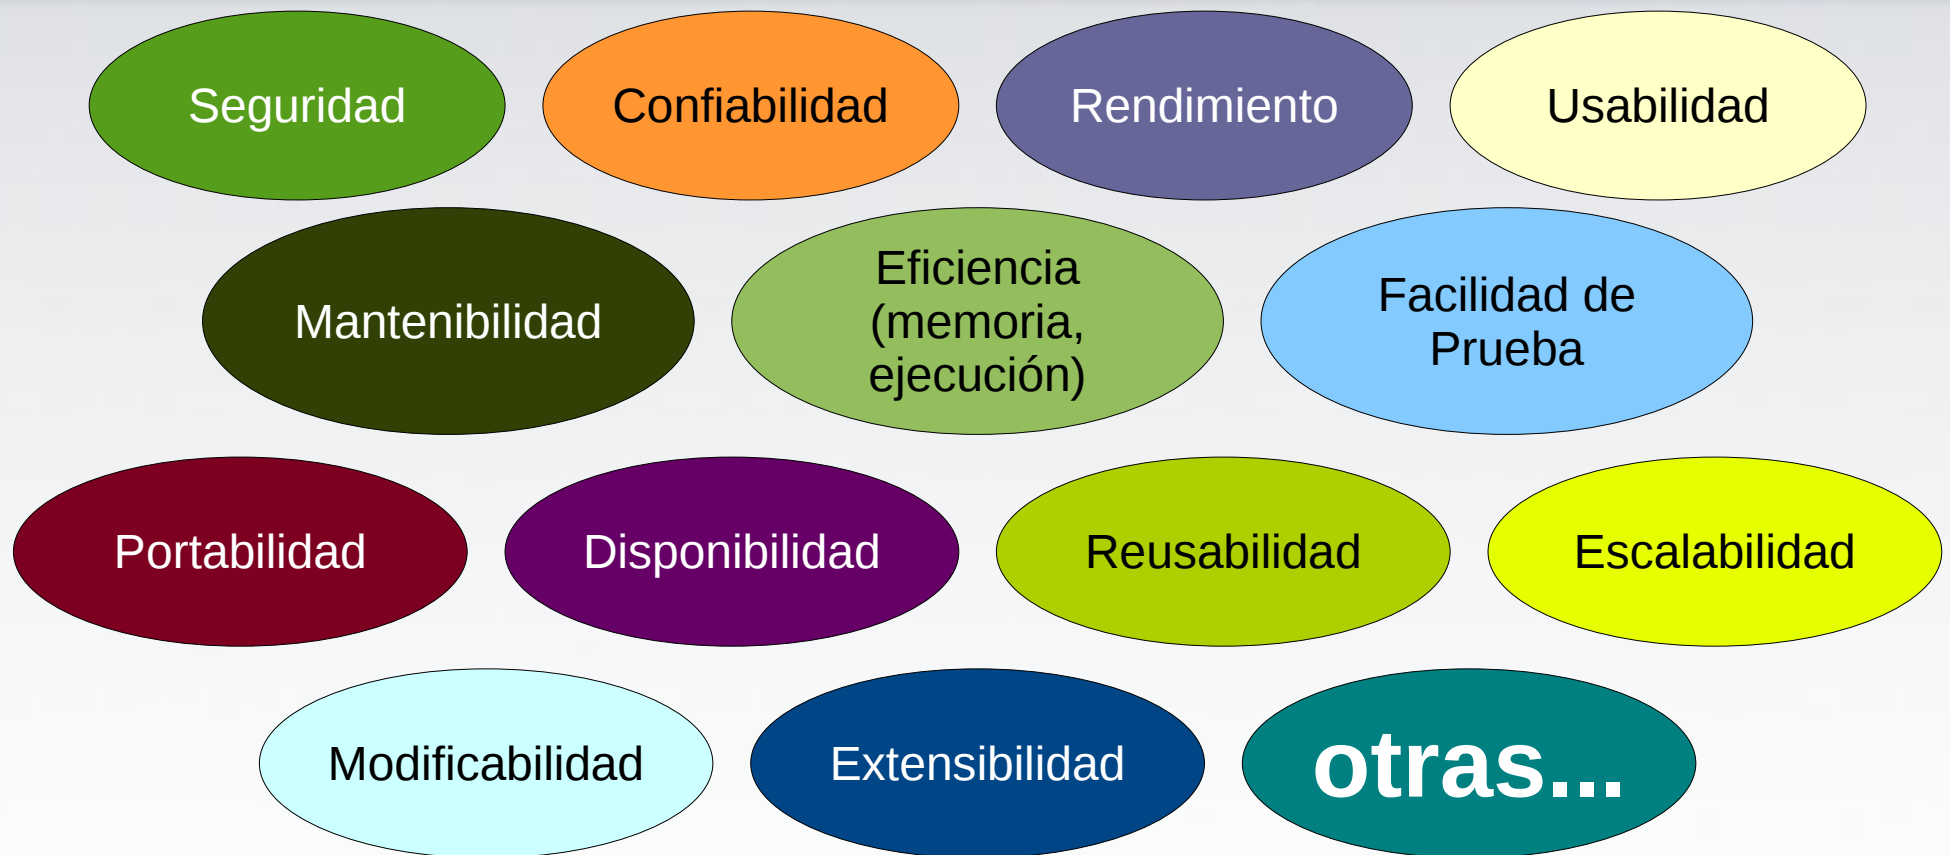 Seguridad
Confiabilidad
Rendimiento
Usabilidad
Mantenibilidad
Eficiencia
(memoria,
ejecución)
Facilidad de
Prueba
Portabilidad
Disponibilidad
Reusabilidad
Escalabilidad
Modificabilidad
Extensibilidad
otras...